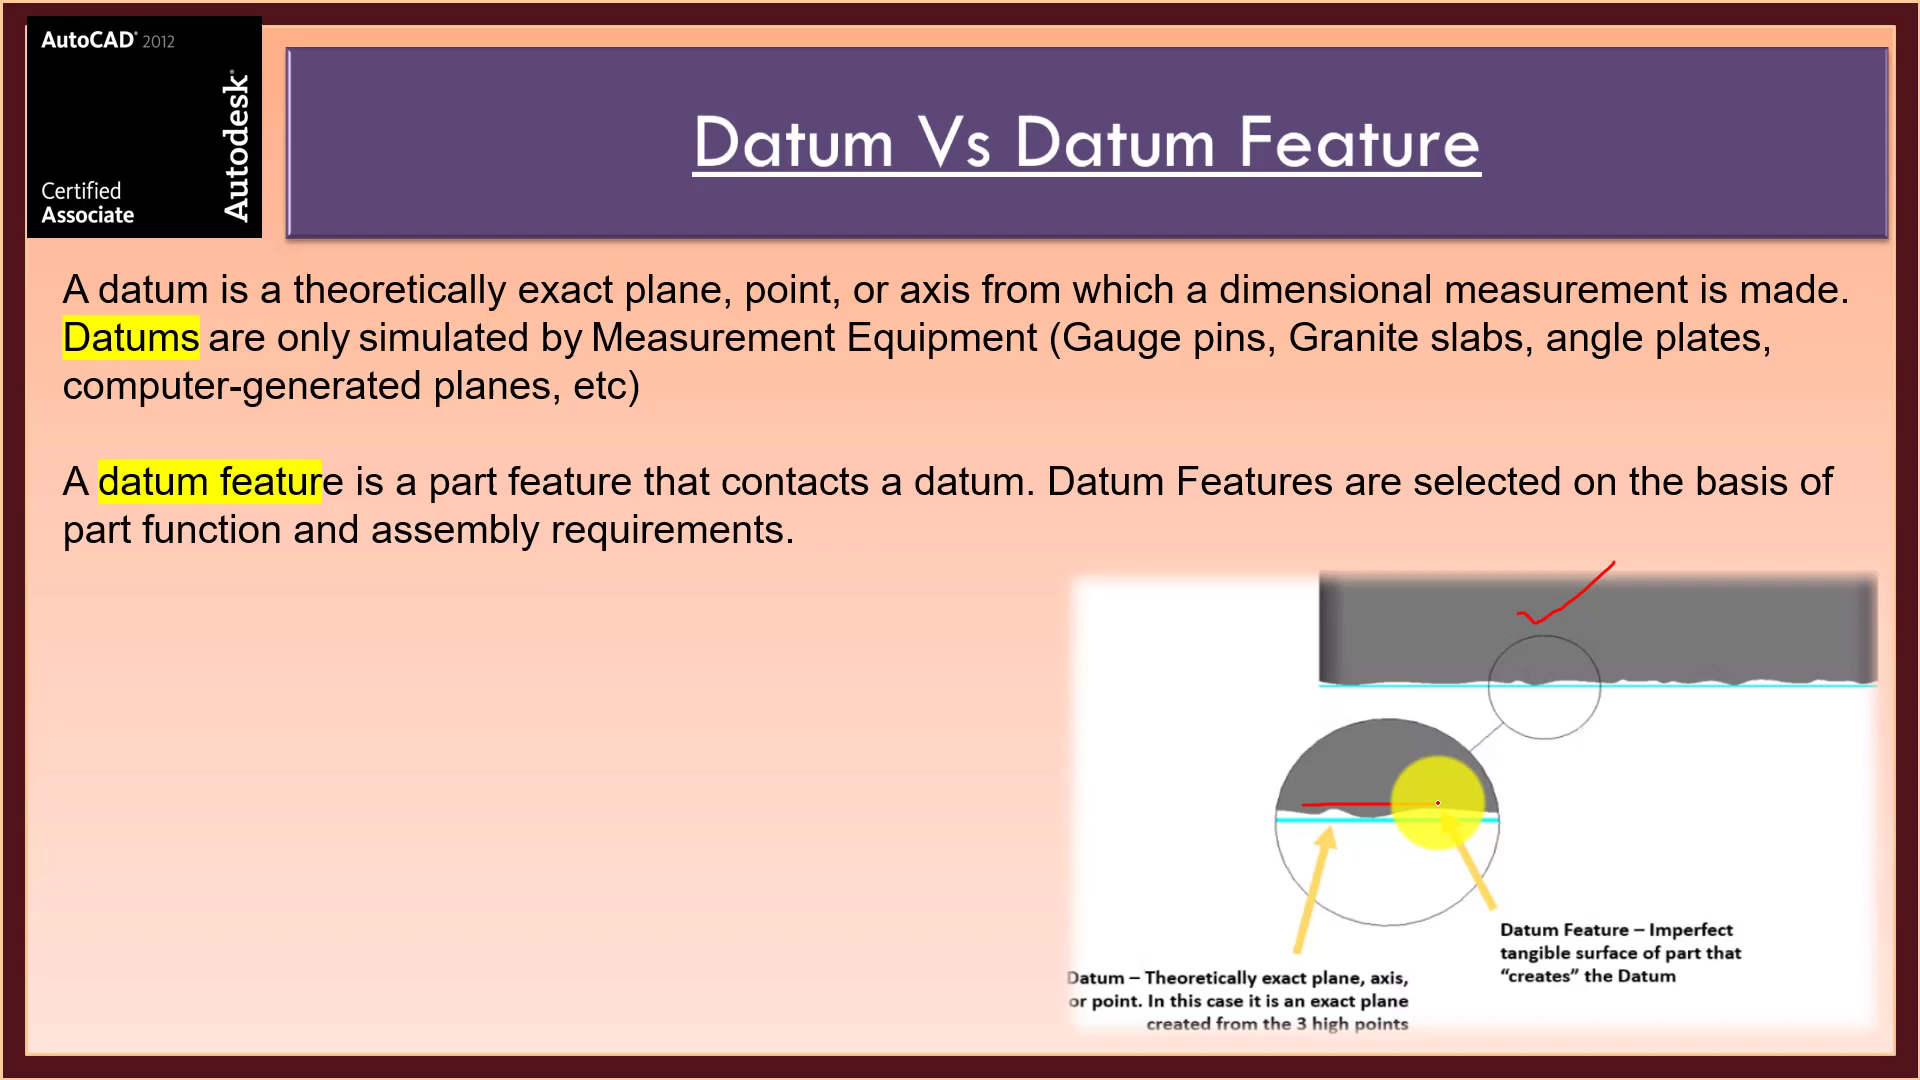 AutoCAD® 2012
Autodesk®
Certified
Associate
Datum Vs Datum Feature
A datum is a theoretically exact plane, point, or axis from which a dimensional measurement is made.
Datums are only simulated by Measurement Equipment (Gauge pins, Granite slabs, angle plates,
computer-generated planes, etc)
A datum feature is a part feature that contacts a datum. Datum Features are selected on the basis of
part function and assembly requirements.
Datum Feature – Imperfect
tangible surface of part that
“creates” the Datum
Datum – Theoretically exact plane, axis,
or point. In this case it is an exact plane
created from the 3 high points